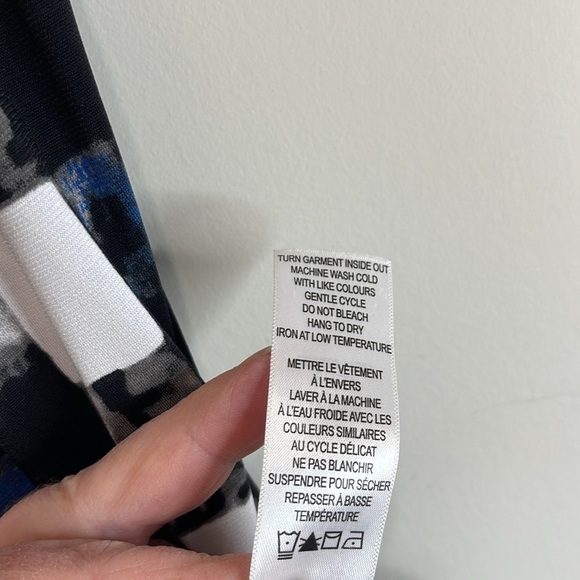 TURN GARMENT INSIDE OUT
MACHINE WASH COLD
WITH LIKE COLOURS
GENTLE CYCLE
DO NOT BLEACH
HANG TO DRY
IRON AT LOW TEMPERATURE
METTRE LE VÊTEMENT
À L'ENVERS
LAVER À LA MACHINE
À L'EAU FROIDE AVEC LES
COULEURS SIMILAIRES
AU CYCLE DÉLICAT
NE PAS BLANCHIR
SUSPENDRE POUR SÉCHER
REPASSER À BASSE
TEMPÉRATURE